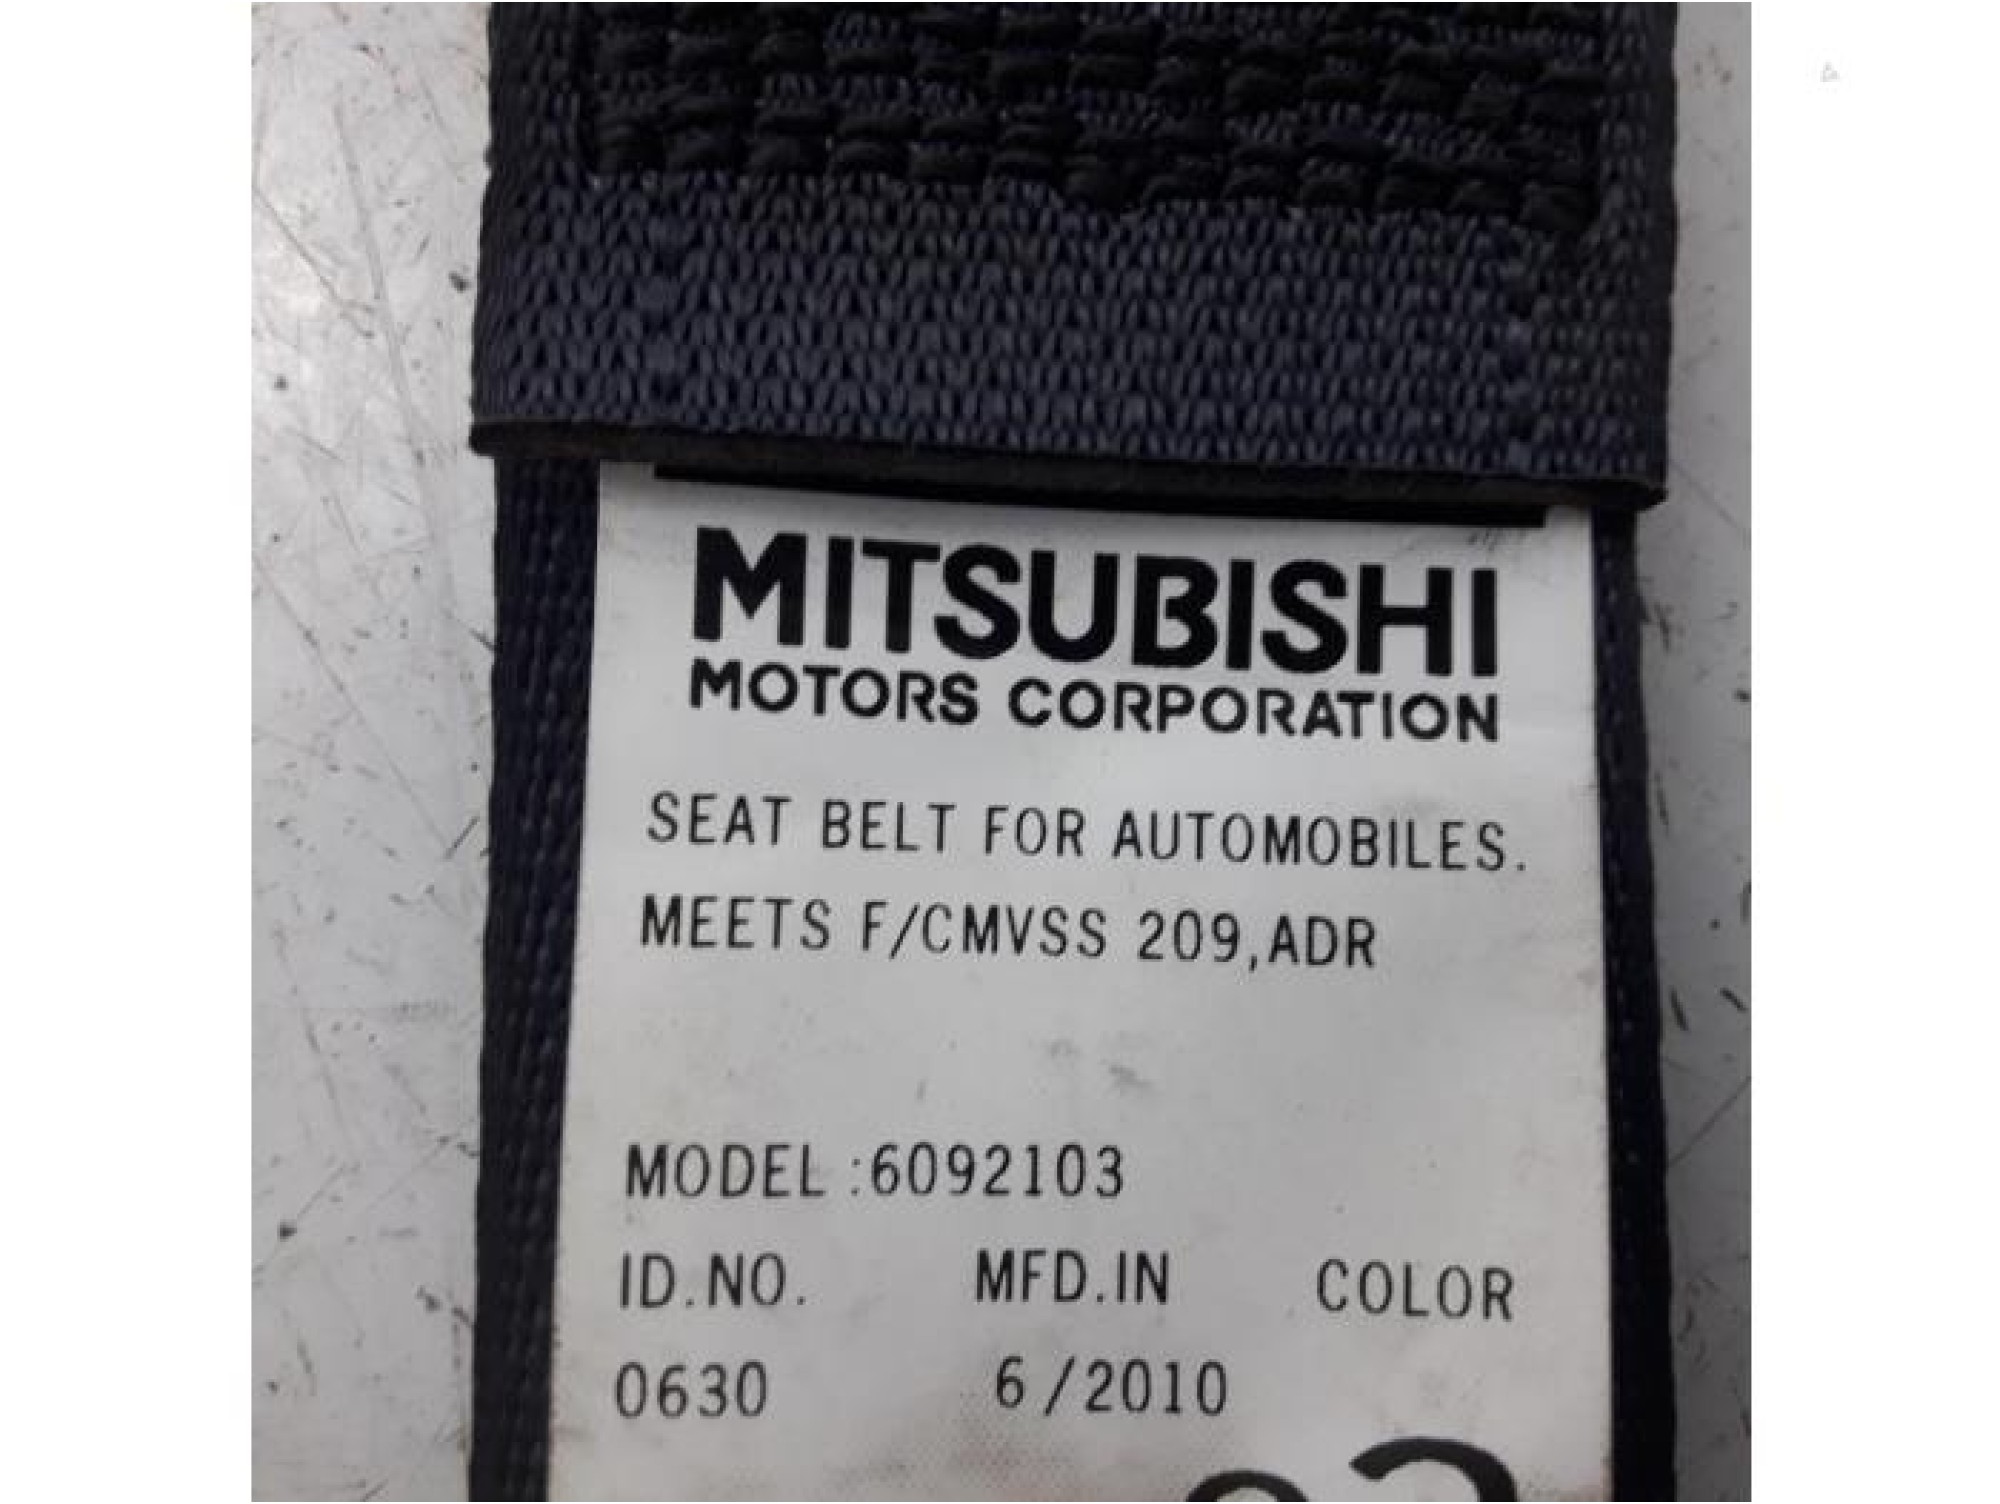 MITSUBISHI
MOTORS CORPORATION
SEAT BELT FOR AUTOMOBILES.
MEETS F/CMVSS 209,ADR
MODEL :6092103
ID.NO. MFD.IN COLOR
0630 6/2010